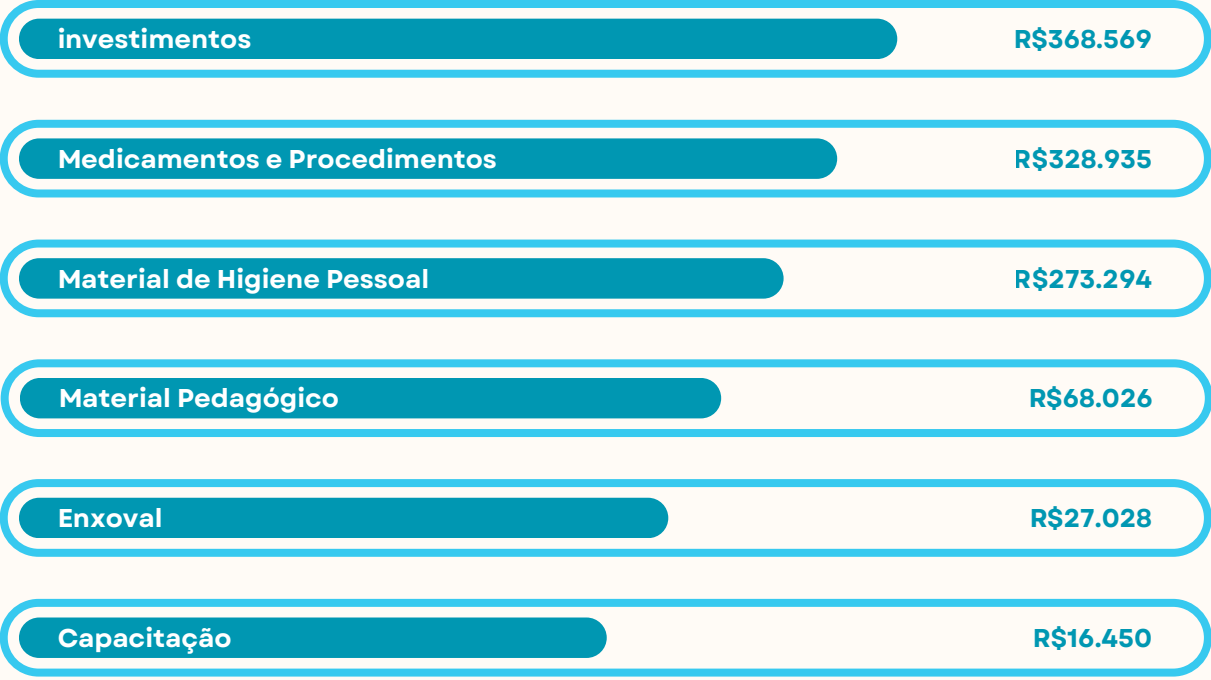 investimentos R$368.569
Medicamentos e Procedimentos R$328.935
Material de Higiene Pessoal R$273.294
Material Pedagógico R$68.026
Enxoval R$27.028
Capacitação R$16.450